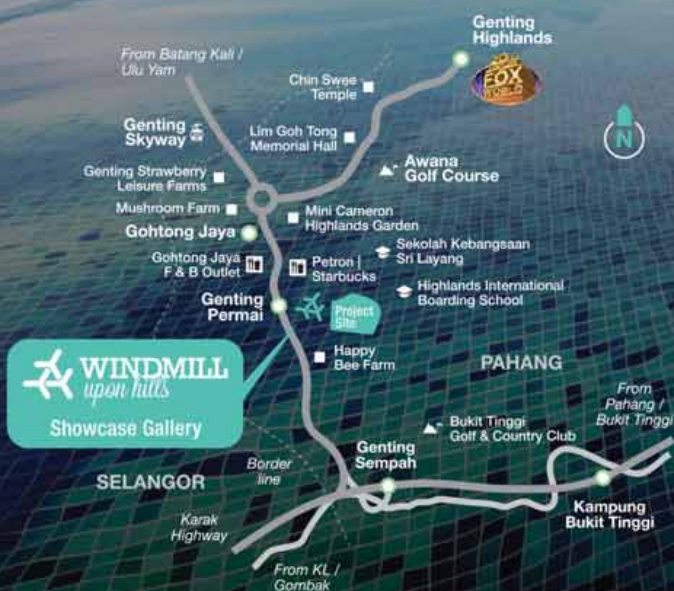 Genting
Highlands
20th Century
FOX
WORLD
From Batang Kali /
Ulu Yam
Chin Swee
Temple
N
Genting
Skyway
Lim Goh Tong
Memorial Hall
Awana
Golf Course
Genting Strawberry
Leisure Farms
Mushroom Farm
Mini Cameron
Highlands Garden
Gohtong Jaya
Sekolah Kebangsaan
Sri Layang
Gohtong Jaya
F & B Outlet
Petron |
Starbucks
Highlands International
Boarding School
Genting
Permai
Project
Site
Happy
Bee Farm
PAHANG
WINDMILL
upon hills
Showcase Gallery
From
Pahang /
Bukit Tinggi
Bukit Tinggi
Golf & Country Club
Genting
Sempah
Border
line
SELANGOR
Kampung
Bukit Tinggi
Karak
Highway
From KL /
Gombak